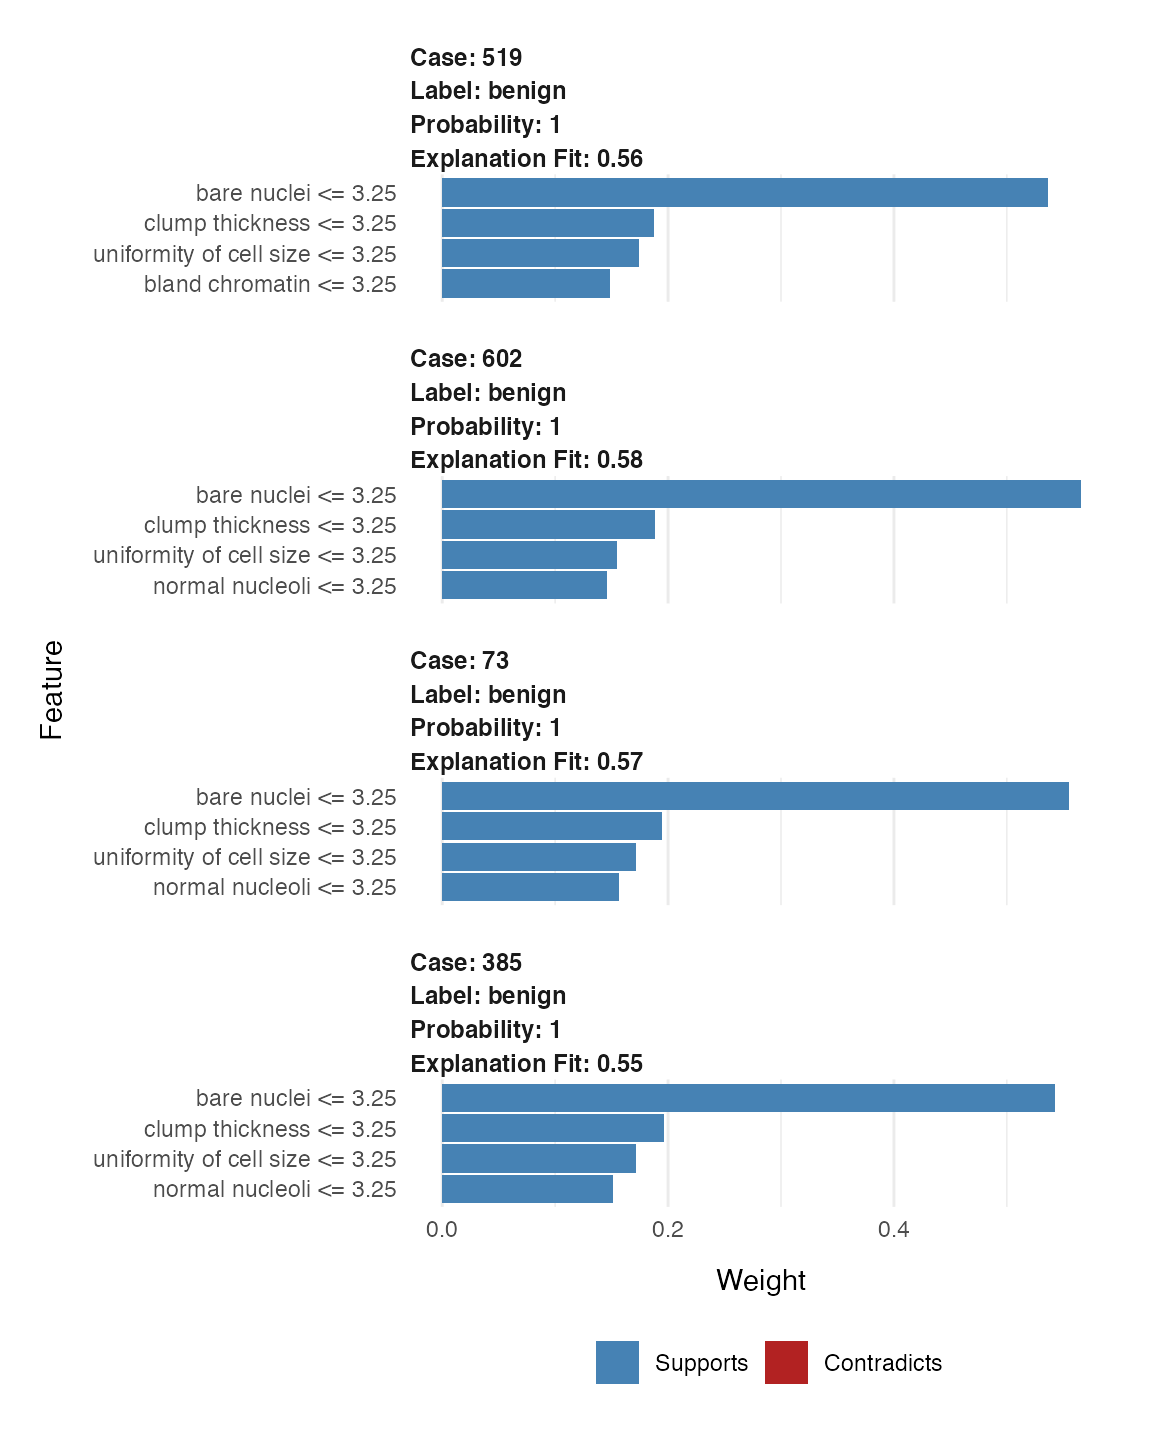 Case: 519
Label: benign
Probability: 1
Explanation Fit: 0.56
bare nuclei <= 3.25
clump thickness <= 3.25
uniformity of cell size <= 3.25
bland chromatin <= 3.25
Case: 602
Label: benign
Probability: 1
Explanation Fit: 0.58
bare nuclei <= 3.25
clump thickness <= 3.25
uniformity of cell size <= 3.25
normal nucleoli <= 3.25
Feature
Case: 73
Label: benign
Probability: 1
Explanation Fit: 0.57
bare nuclei <= 3.25
clump thickness <= 3.25
uniformity of cell size <= 3.25
normal nucleoli <= 3.25
Case: 385
Label: benign
Probability: 1
Explanation Fit: 0.55
bare nuclei <= 3.25
clump thickness <= 3.25
uniformity of cell size <= 3.25
normal nucleoli <= 3.25
0.0 0.2 0.4
Weight
Supports Contradicts